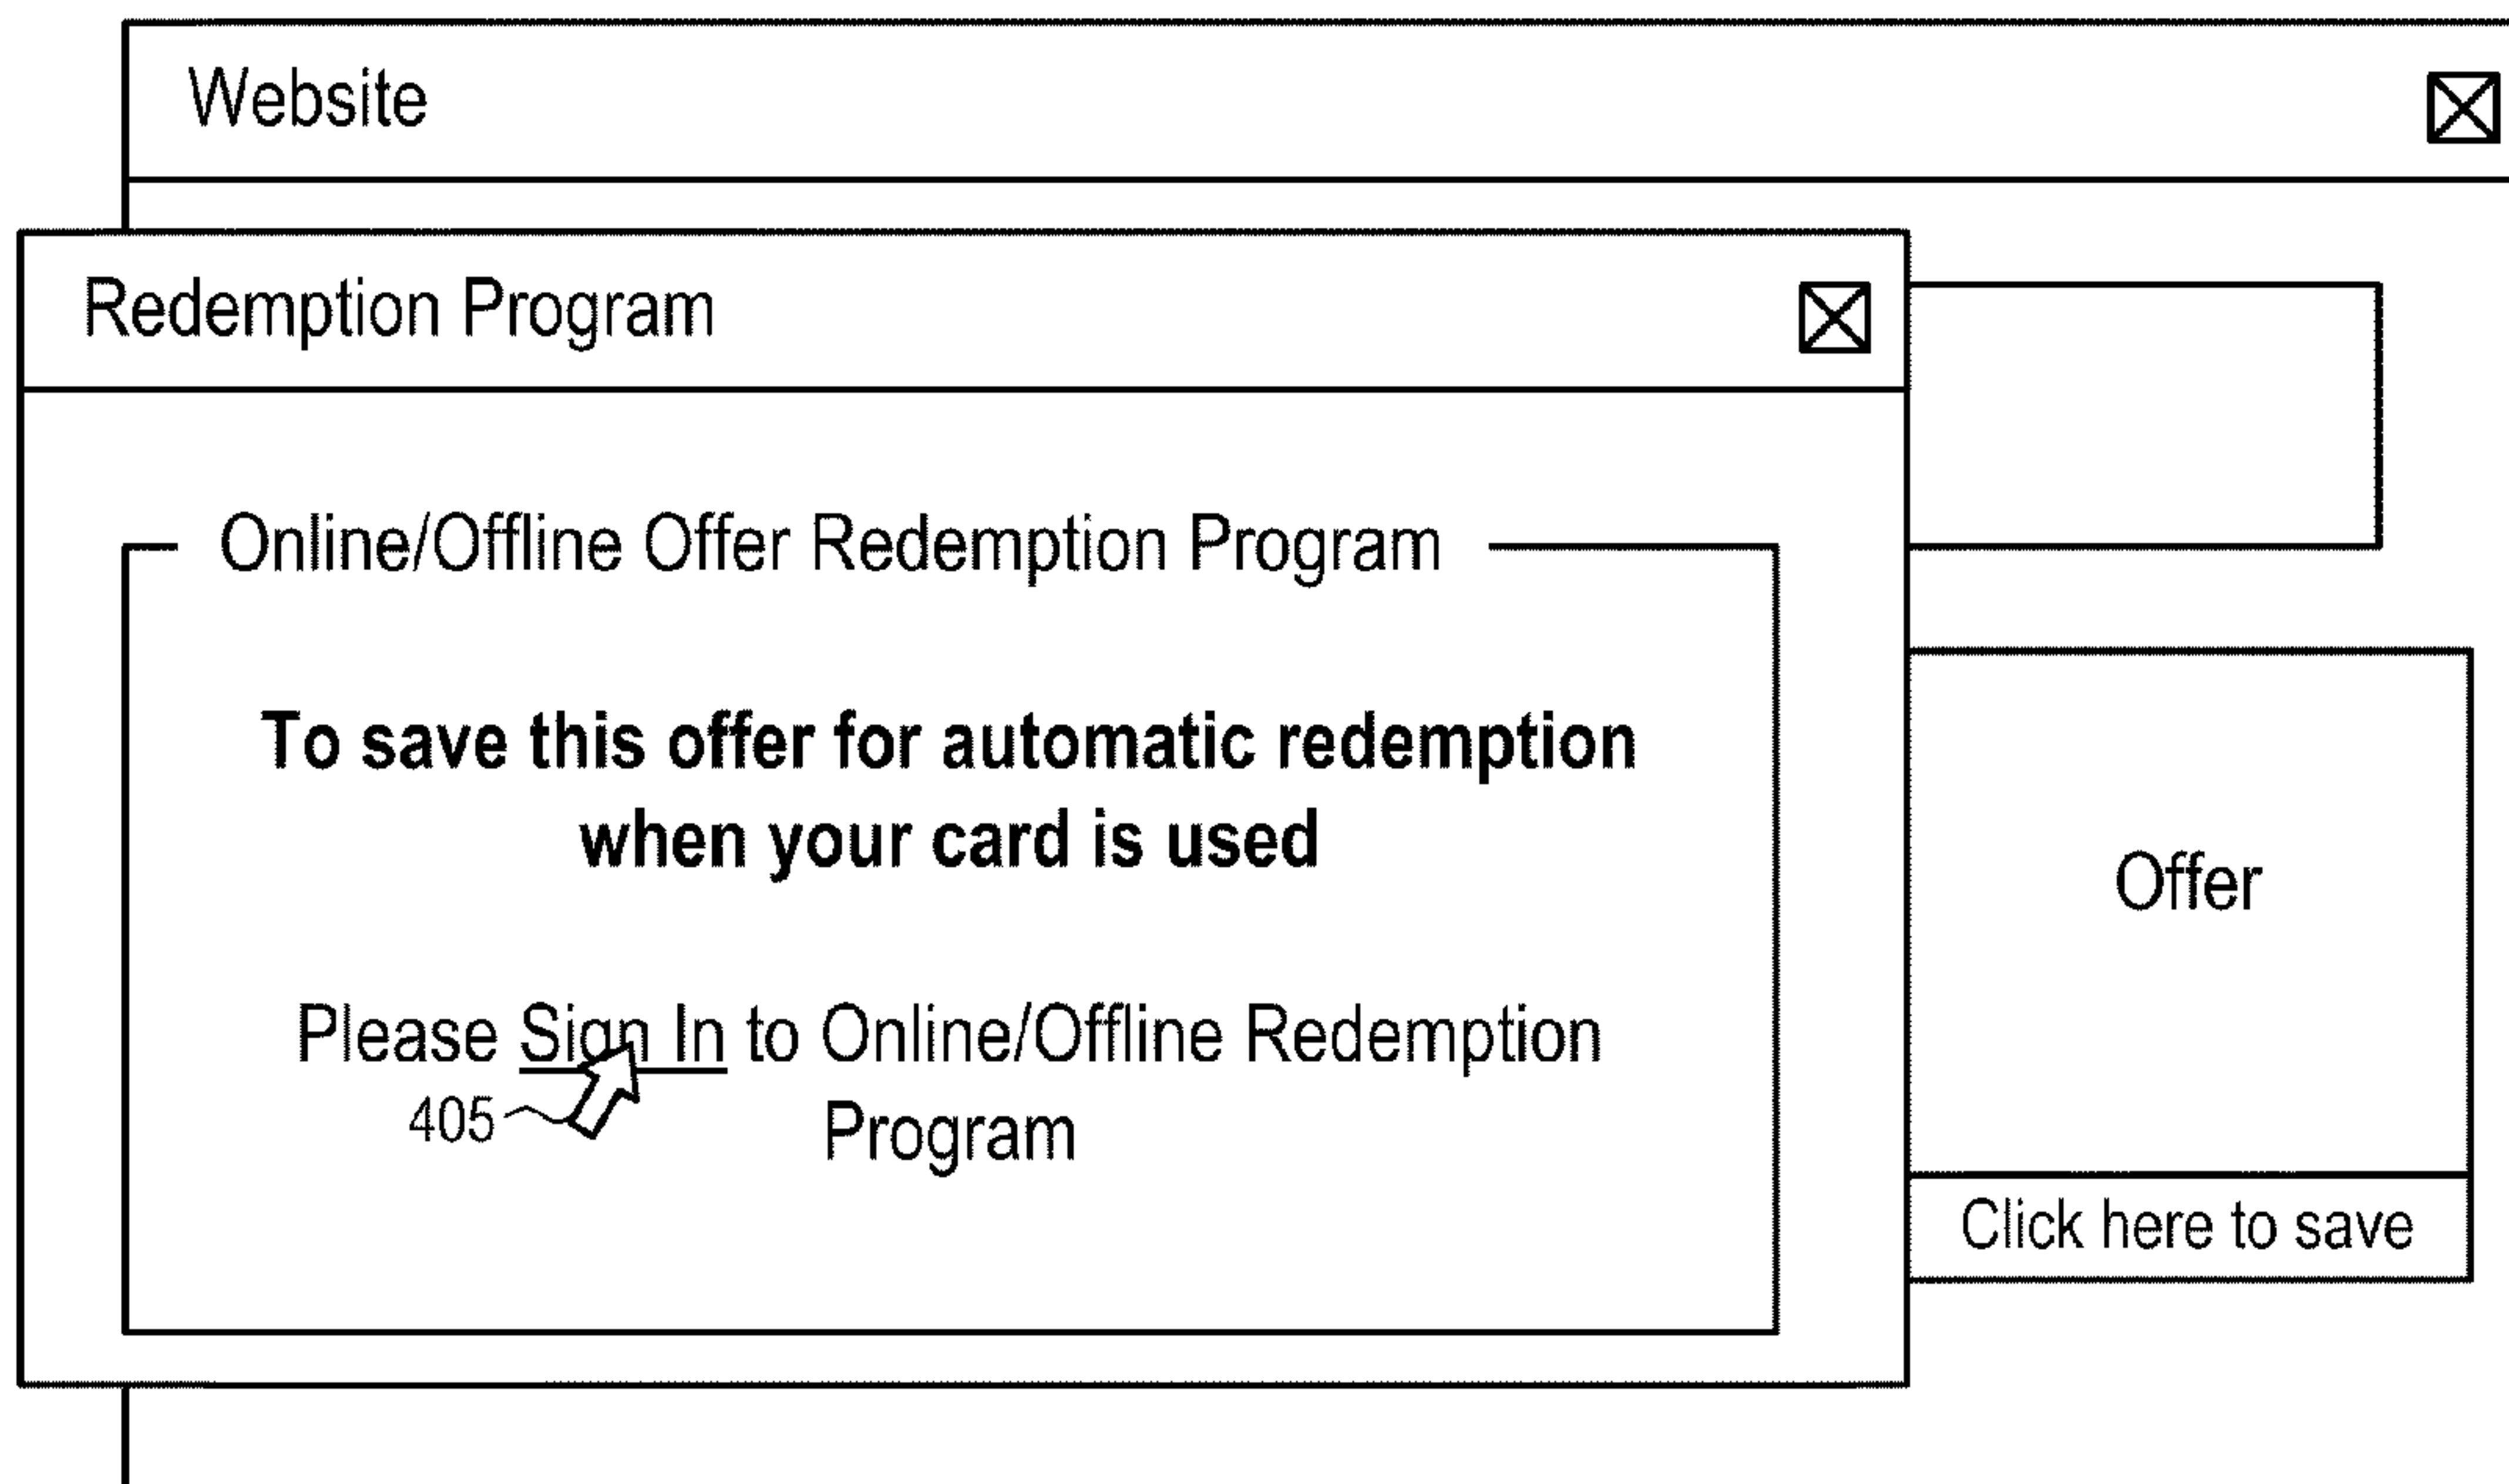 Website
Redemption Program
Online/Offline Offer Redemption Program
To save this offer for automatic redemption
when your card is used
Please Sign In to Online/Offline Redemption
405
Program
Offer
Click here to save